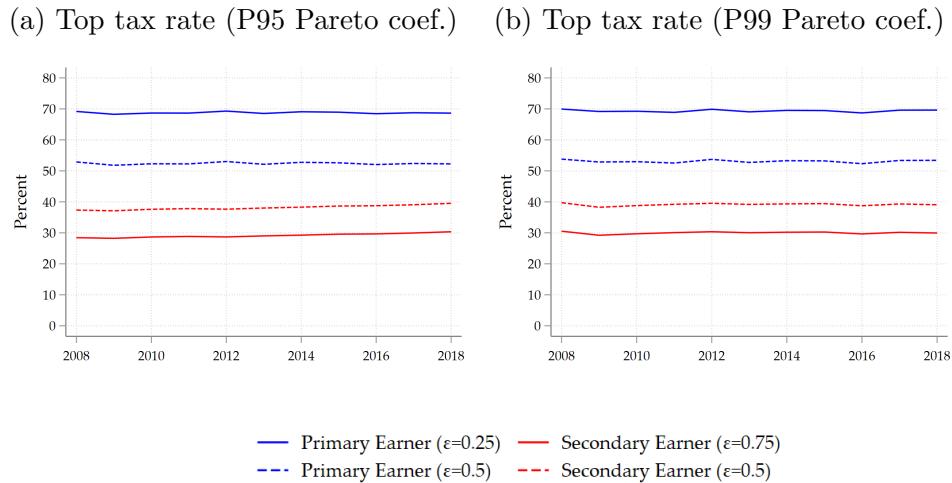 (a) Top tax rate (P95 Pareto coef.)
(b) Top tax rate (P99 Pareto coef.)
Percent
80
70
60
50
40
30
20
10
0
2008 2010 2012 2014 2016 2018
Percent
80
70
60
50
40
30
20
10
0
2008 2010 2012 2014 2016 2018
Primary Earner (ε=0.25) Secondary Earner (ε=0.75)
Primary Earner (ε=0.5) Secondary Earner (ε=0.5)